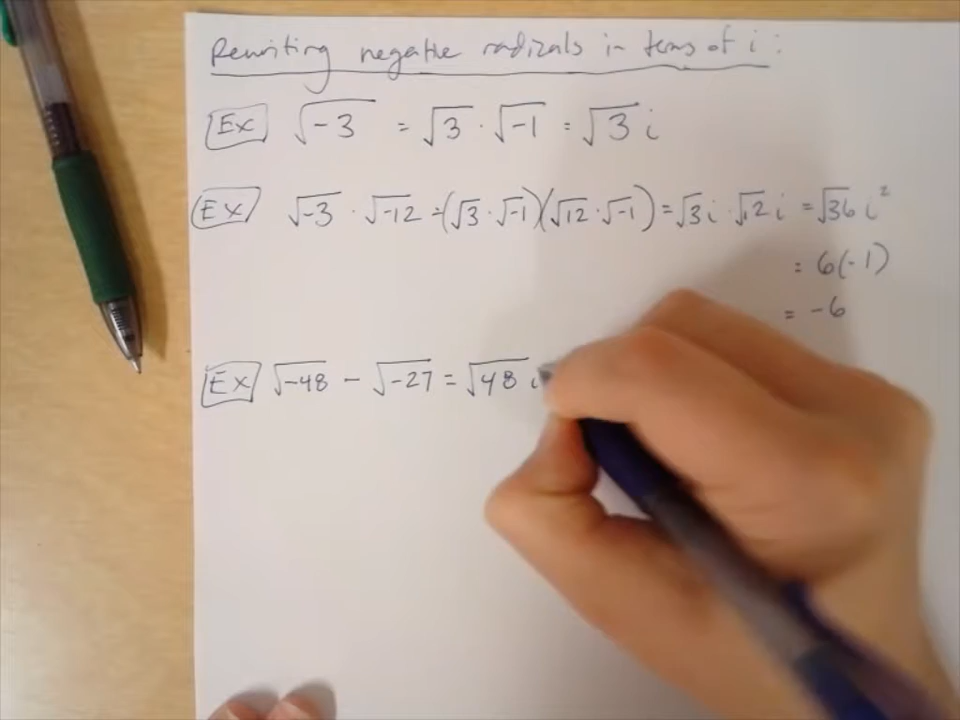 Rewriting negative radicals in terms of i :
Ex √-3 = √3 · √-1 = √3 i
Ex √-3 · √-12 = (√3 · √-1)(√12 · √-1) = √3 i · √12 i = √36 i²
= 6(-1)
= -6
Ex √-48 - √-27 = √48 i